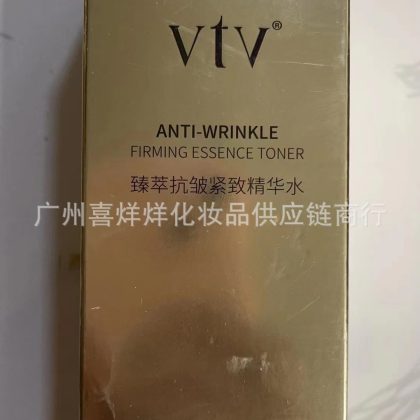 vtv®
ANTI-WRINKLE
FIRMING ESSENCE TONER
臻萃抗皱紧致精华水
广州喜烊烊化妆品供应链商行